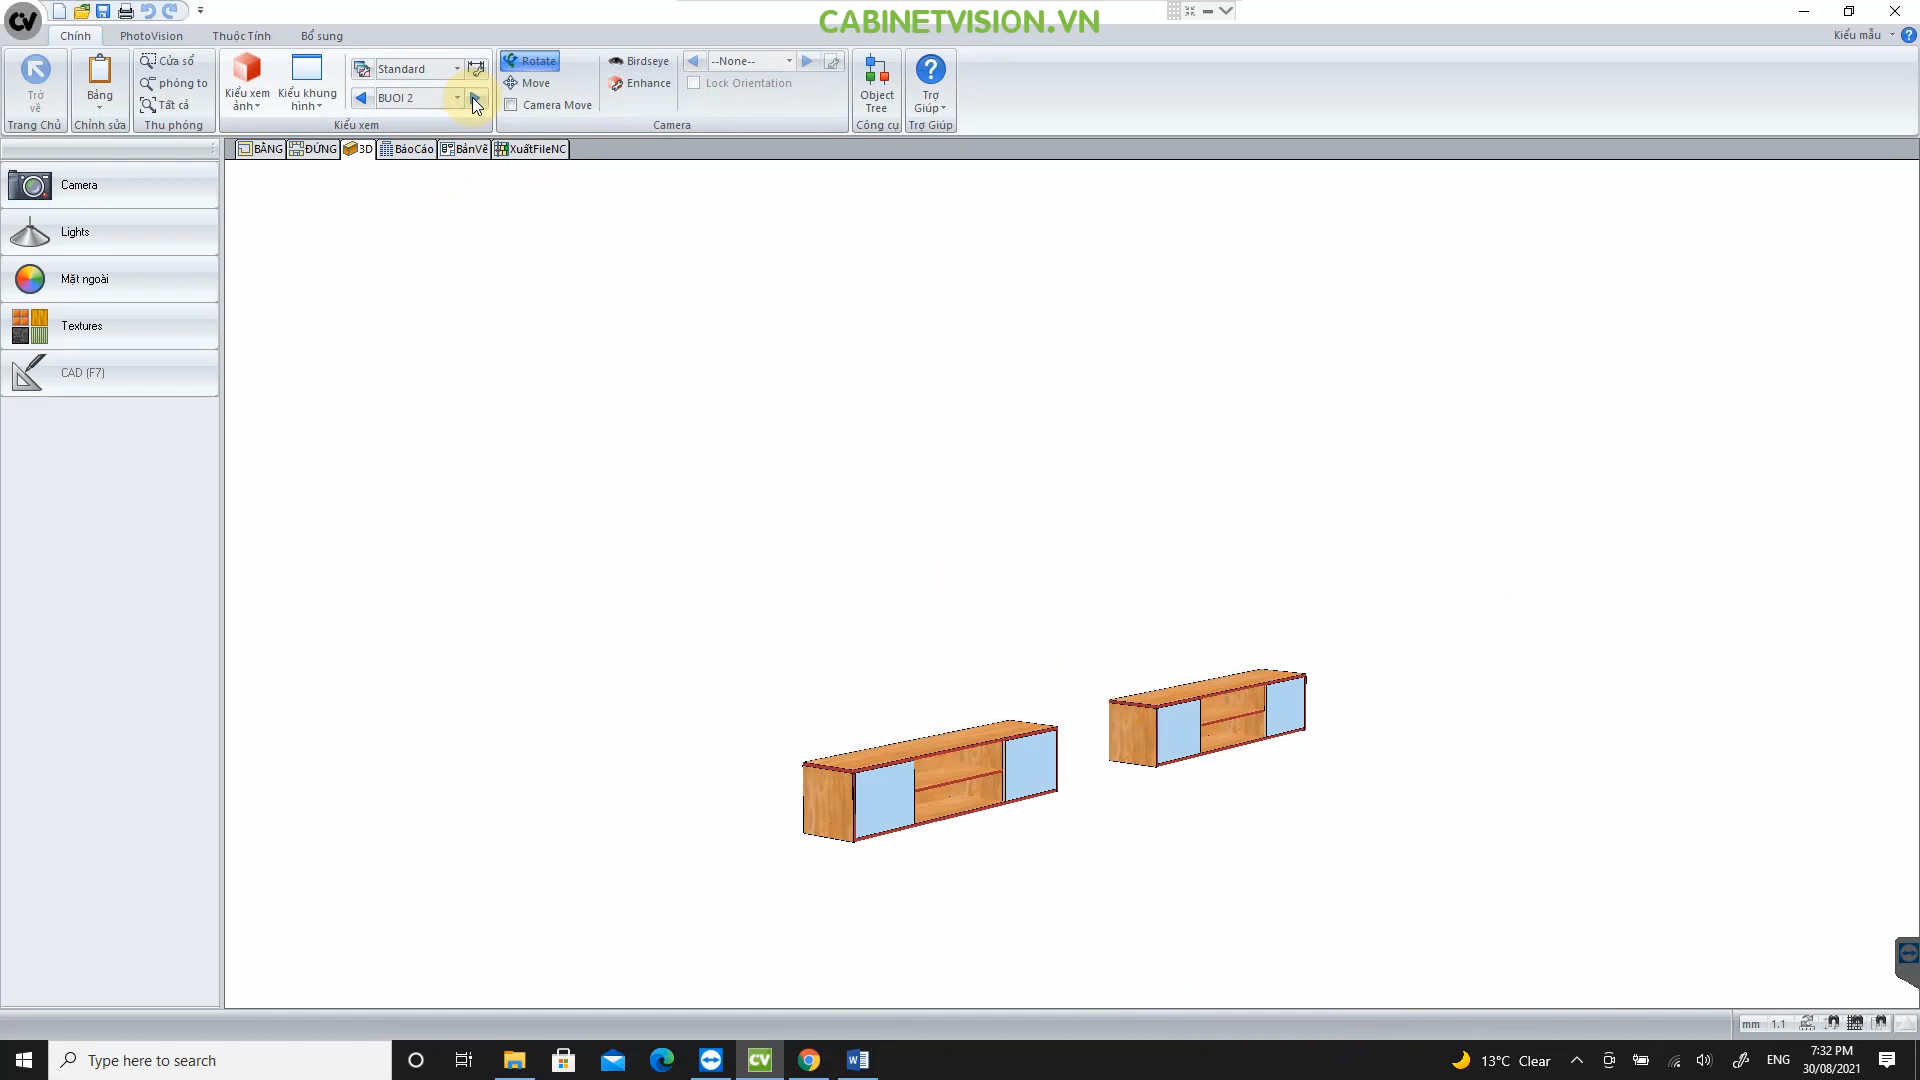 CABINETVISION.VN
Chính PhotoVision Thuộc Tính Bổ sung Kiểu mẫu
Trở về
Trang Chủ
Bảng
Chỉnh sửa
Cửa sổ
phóng to
Tất cả
Thu phóng
Kiểu xem ảnh
Kiểu khung hình
Standard
BUOI 2
Kiểu xem
Rotate
Move
Camera Move
Birdseye
Enhance
--None--
Lock Orientation
Camera
Object Tree
Công cụ
Trợ Giúp
Trợ Giúp
BẰNG ĐỨNG 3D BáoCáo BảnVẽ XuấtFileNC
Camera
Lights
Mặt ngoài
Textures
CAD (F7)
mm 1.1
Type here to search
CV
13°C Clear
ENG
7:32 PM
30/08/2021